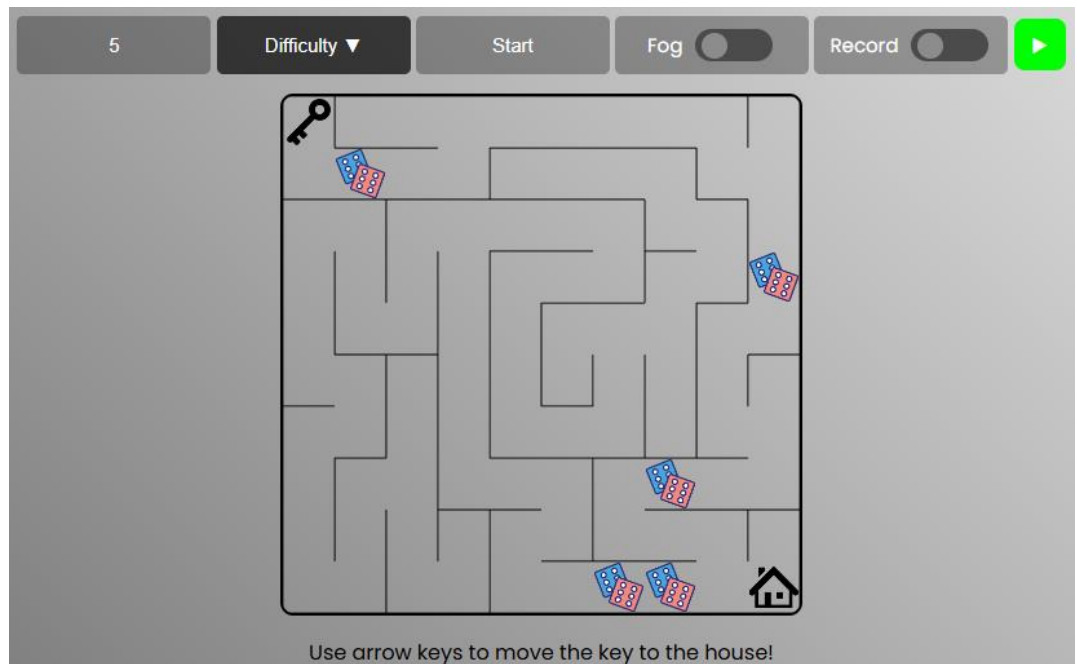 5
Difficulty ▼
Start
Fog
Record
Use arrow keys to move the key to the house!